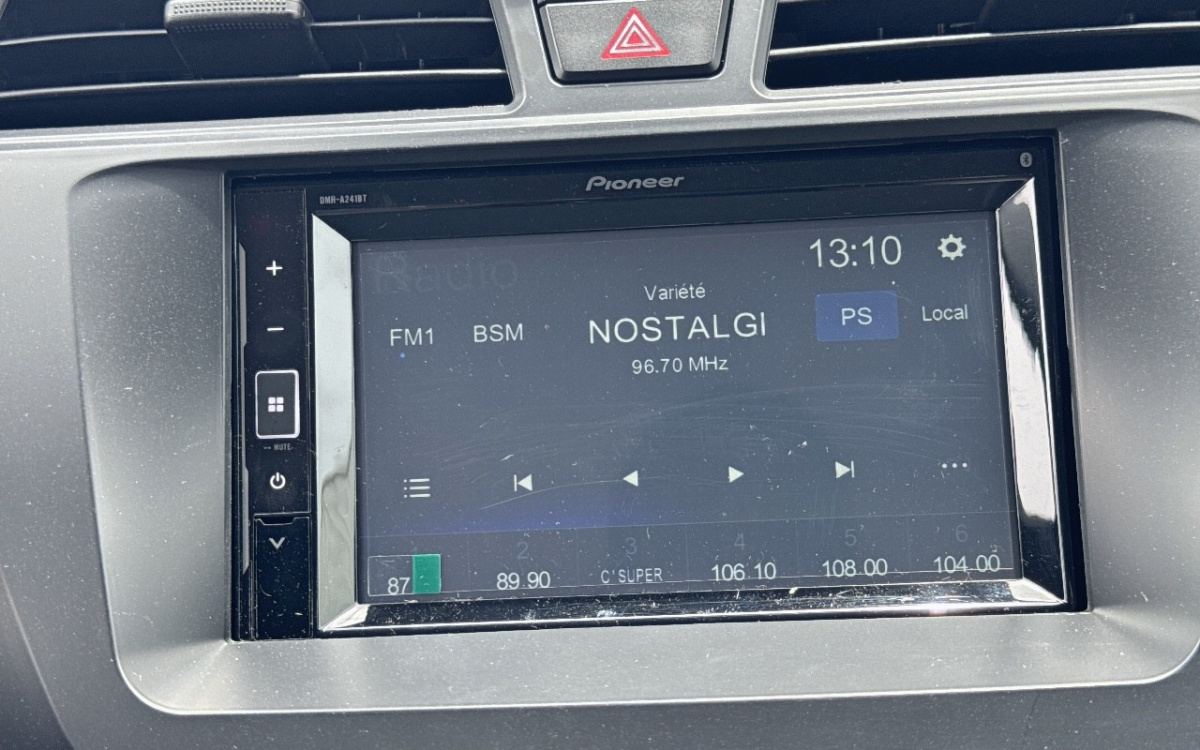 Pioneer
DMH-A241BT
Radio
13:10
Variété
FM1 BSM NOSTALGI PS Local
96.70 MHz
MUTE
2 3 4 5 6
87 89.90 C'SUPER 106.10 108.00 104.00